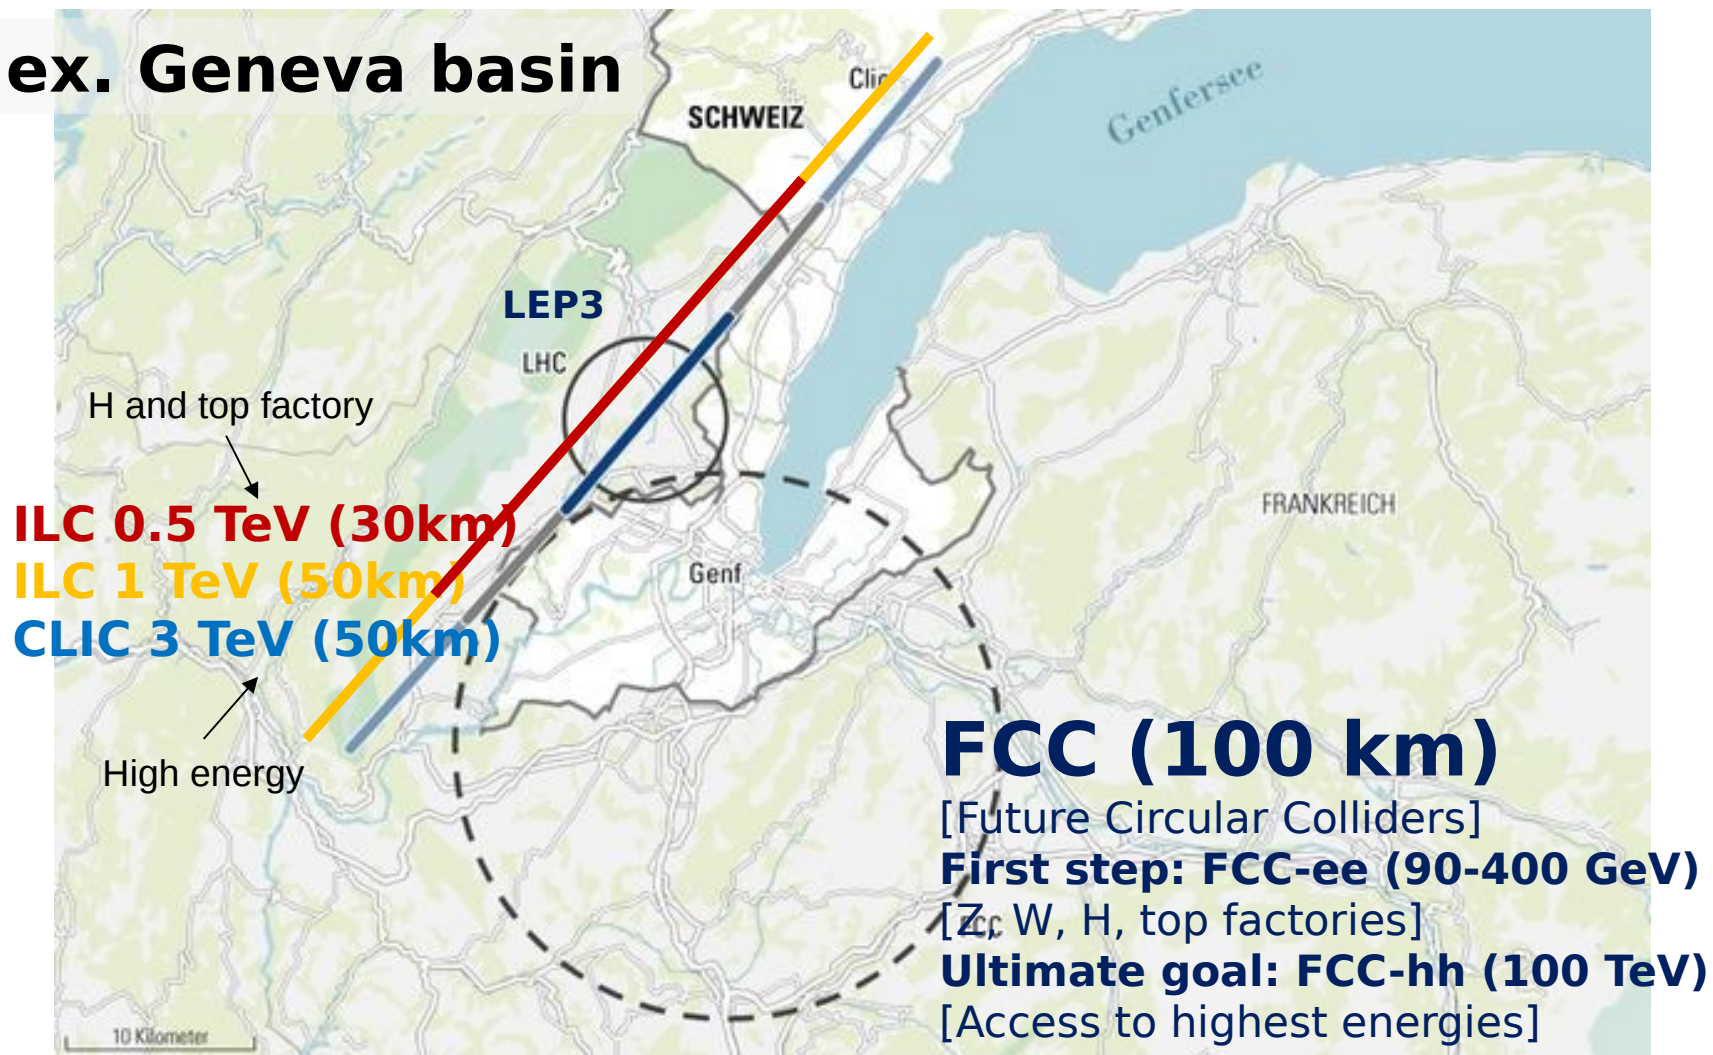 ex. Geneva basin
Clic
SCHWEIZ
Genfersee
LEP3
LHC
H and top factory
ILC 0.5 TeV (30km)
ILC 1 TeV (50km)
CLIC 3 TeV (50km)
High energy
FRANKREICH
Genf
FCC (100 km)
[Future Circular Colliders]
First step: FCC-ee (90-400 GeV)
[Z, W, H, top factories]
FCC
Ultimate goal: FCC-hh (100 TeV)
[Access to highest energies]
10 Kilometer